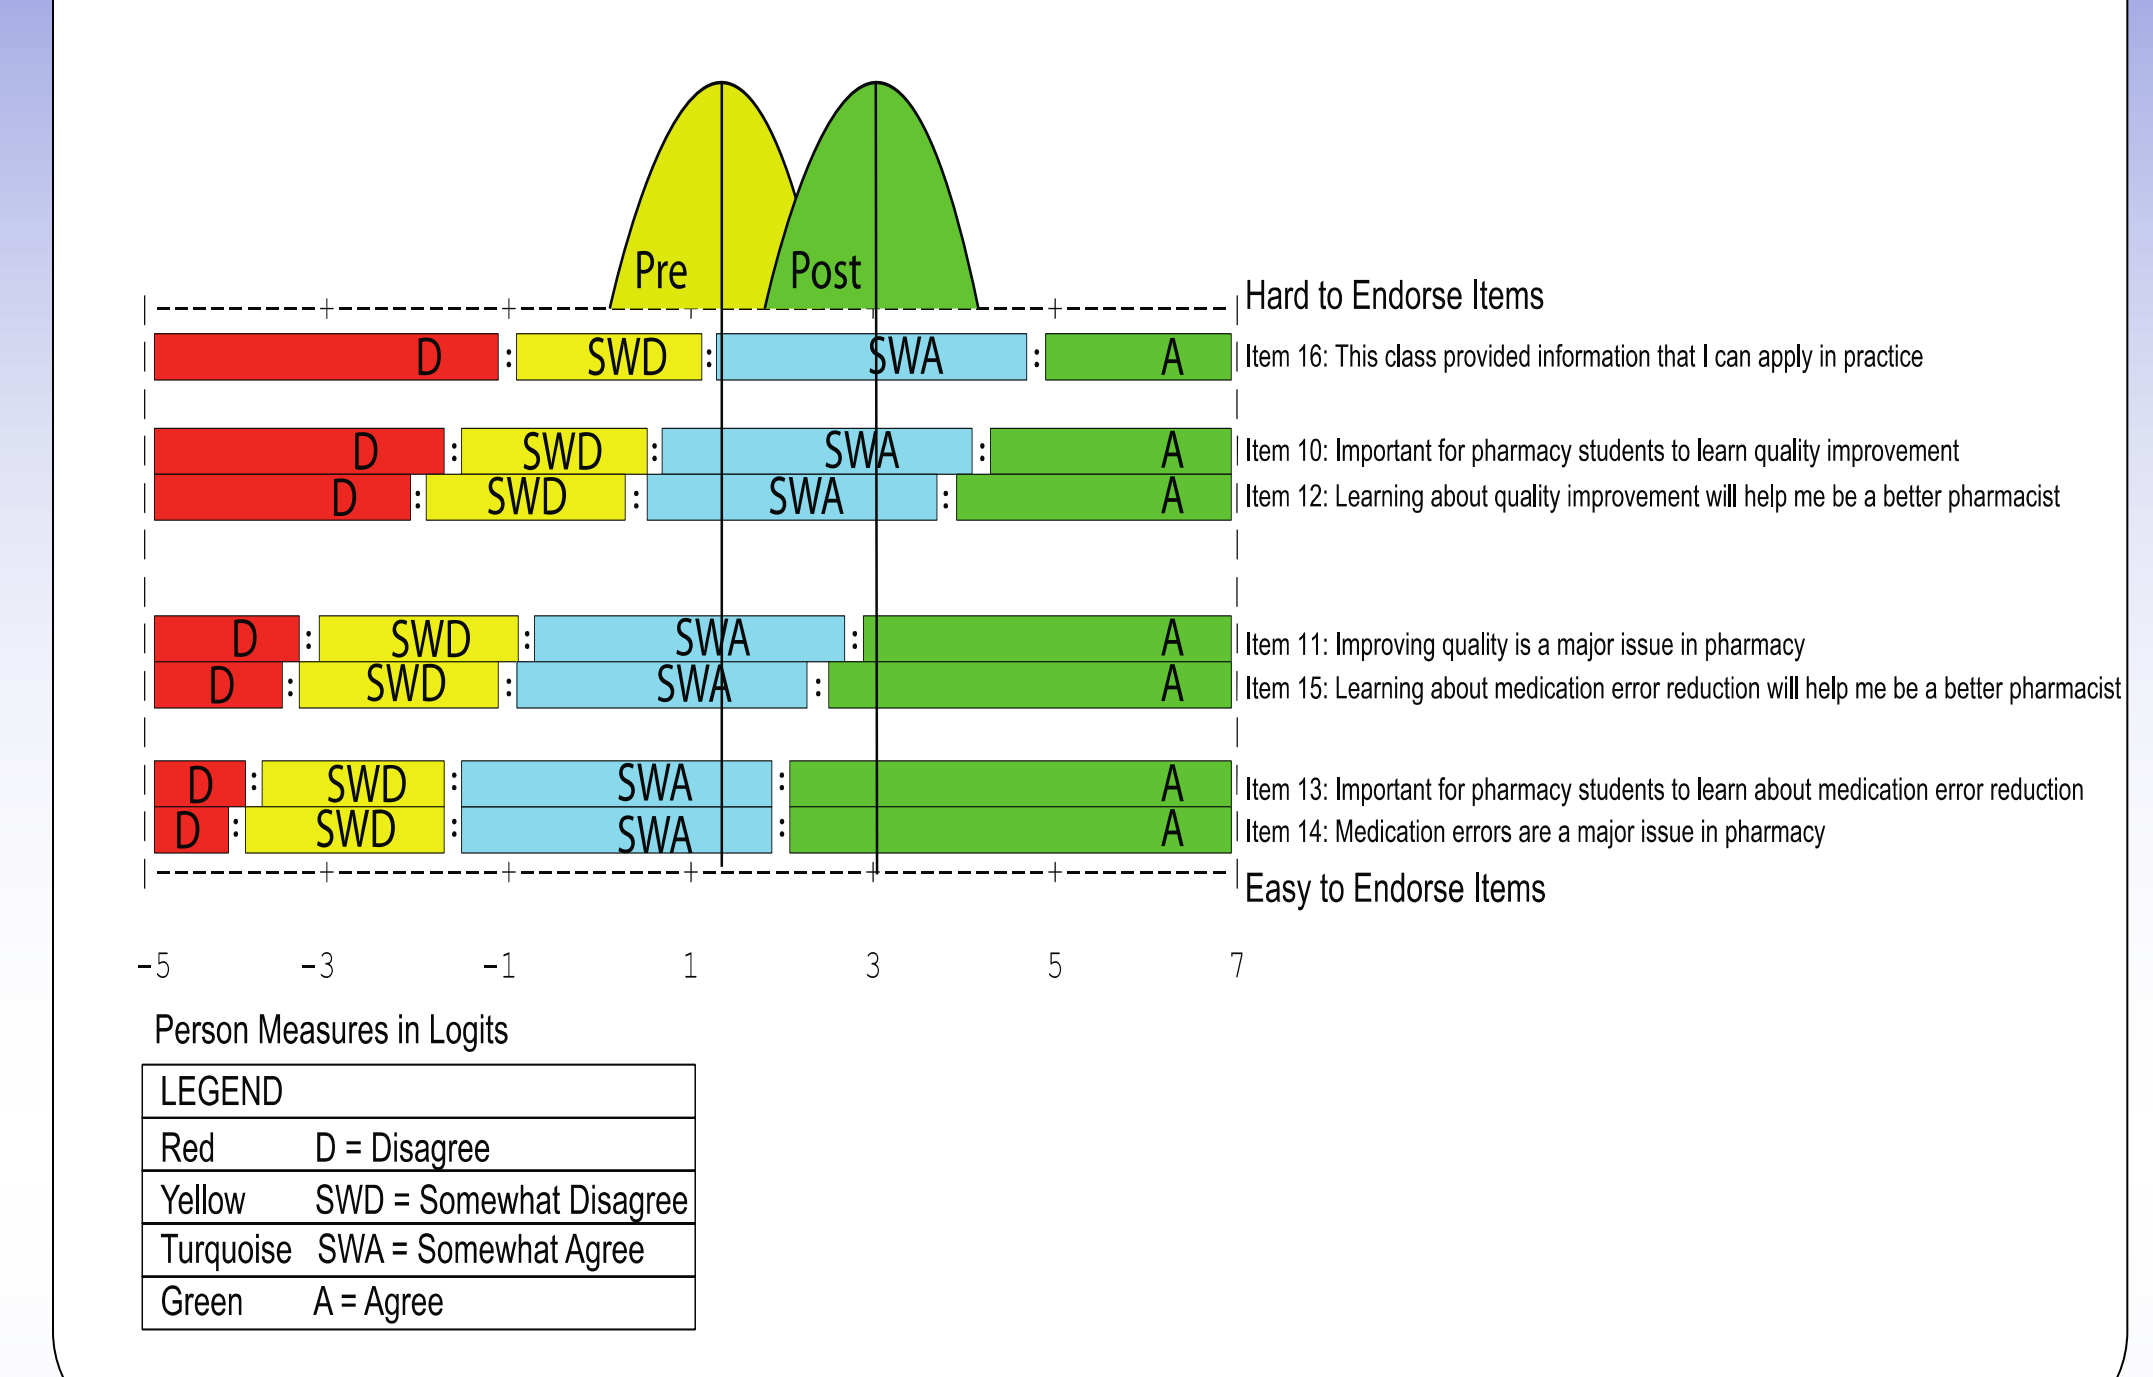 Pre Post
Hard to Endorse Items
D : SWD : SWA : A Item 16: This class provided information that I can apply in practice
D : SWD : SWA : A Item 10: Important for pharmacy students to learn quality improvement
D : SWD : SWA : A Item 12: Learning about quality improvement will help me be a better pharmacist
D : SWD : SWA : A Item 11: Improving quality is a major issue in pharmacy
D : SWD : SWA : A Item 15: Learning about medication error reduction will help me be a better pharmacist
D : SWD : SWA : A Item 13: Important for pharmacy students to learn about medication error reduction
D : SWD : SWA : A Item 14: Medication errors are a major issue in pharmacy
Easy to Endorse Items
-5 -3 -1 1 3 5 7
Person Measures in Logits
LEGEND
Red D = Disagree
Yellow SWD = Somewhat Disagree
Turquoise SWA = Somewhat Agree
Green A = Agree